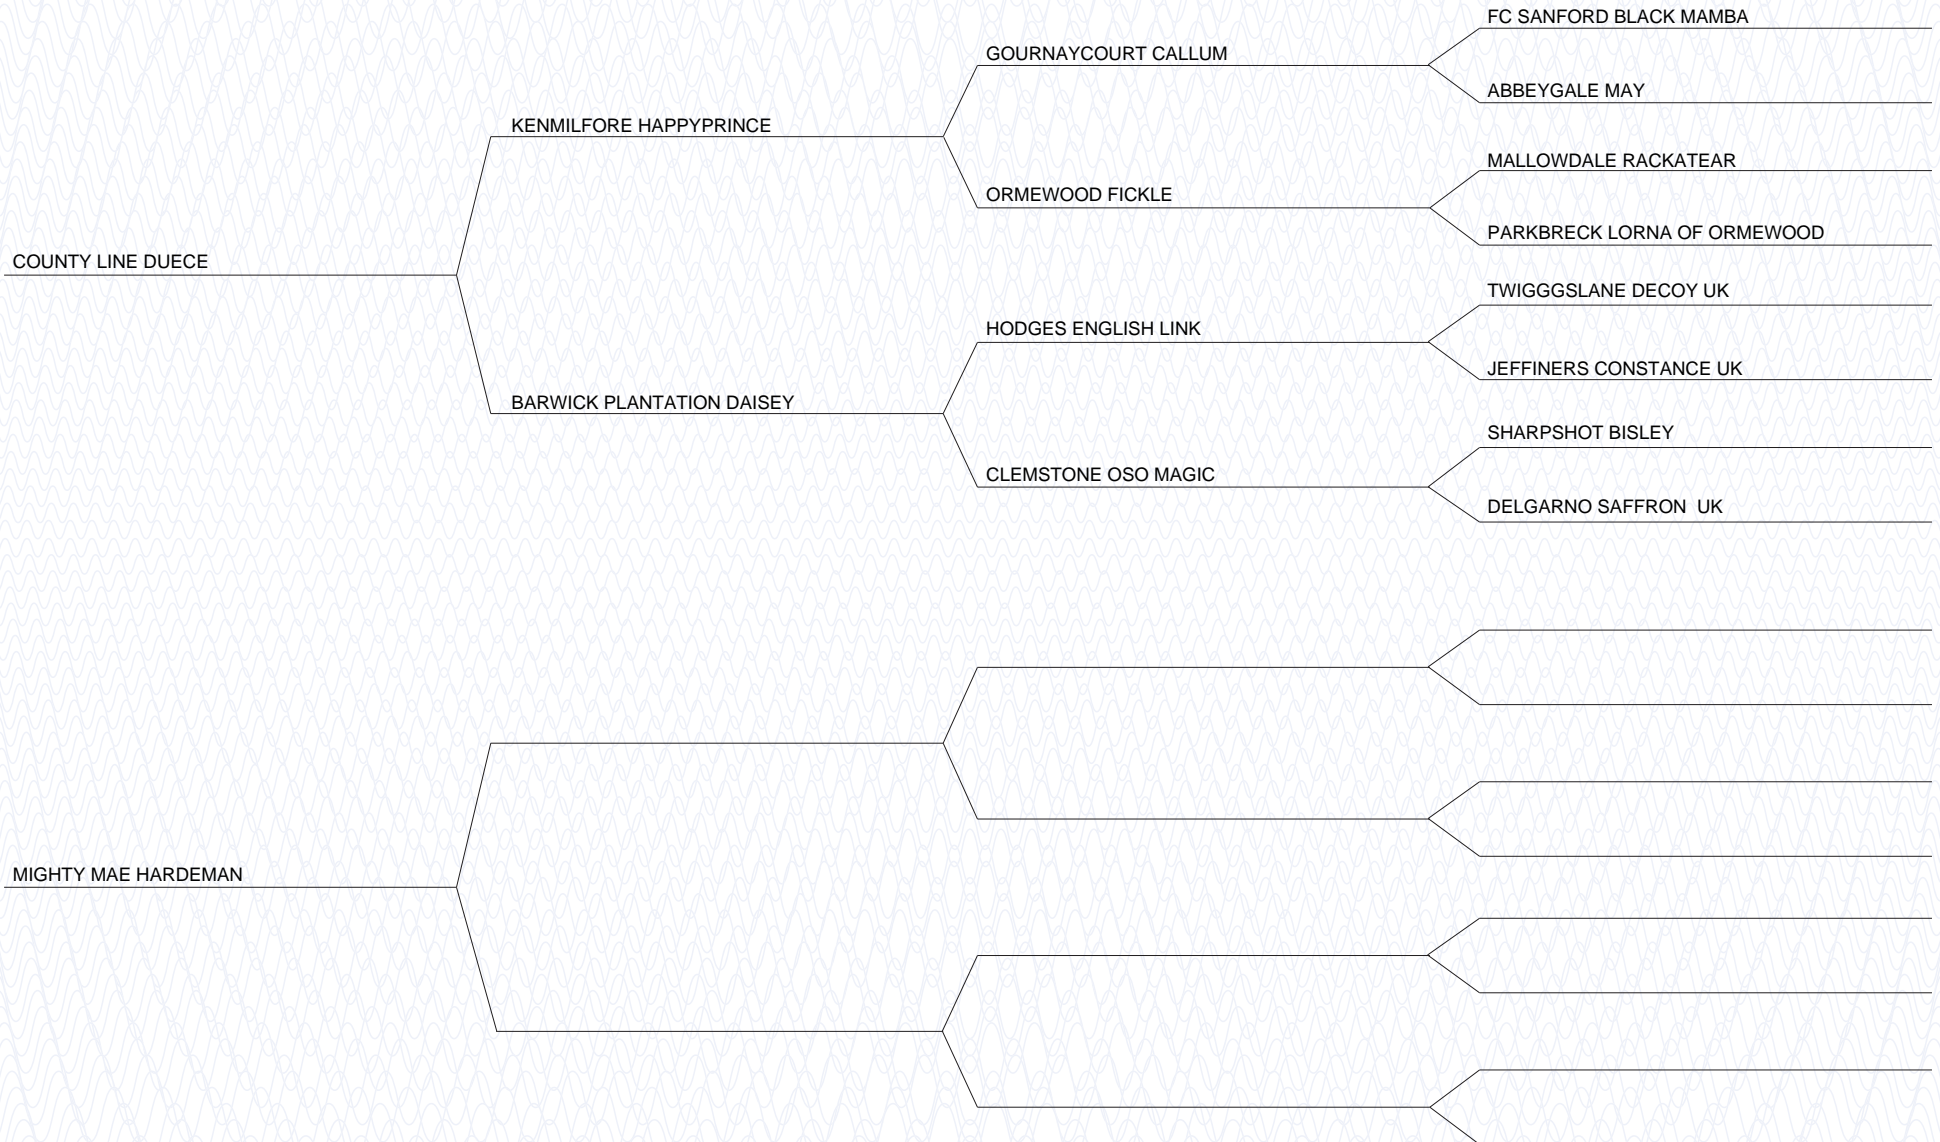 FC SANFORD BLACK MAMBA
GOURNAYCOURT CALLUM
ABBEYGALE MAY
KENMILFORE HAPPYPRINCE
MALLOWDALE RACKATEAR
ORMEWOOD FICKLE
PARKBRECK LORNA OF ORMEWOOD
COUNTY LINE DUECE
TWIGGGSLANE DECOY UK
HODGES ENGLISH LINK
JEFFINERS CONSTANCE UK
BARWICK PLANTATION DAISEY
SHARPSHOT BISLEY
CLEMSTONE OSO MAGIC
DELGARNO SAFFRON  UK
MIGHTY MAE HARDEMAN